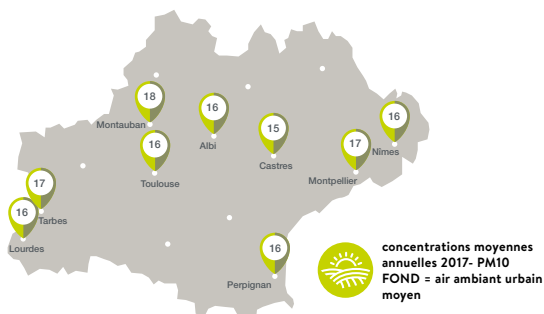 18
Montauban
16
Albi
15
Castres
16
Nîmes
16
Toulouse
17
Montpellier
17
Tarbes
16
Lourdes
16
Perpignan
concentrations moyennes
annuelles 2017- PM10
FOND = air ambiant urbain
moyen